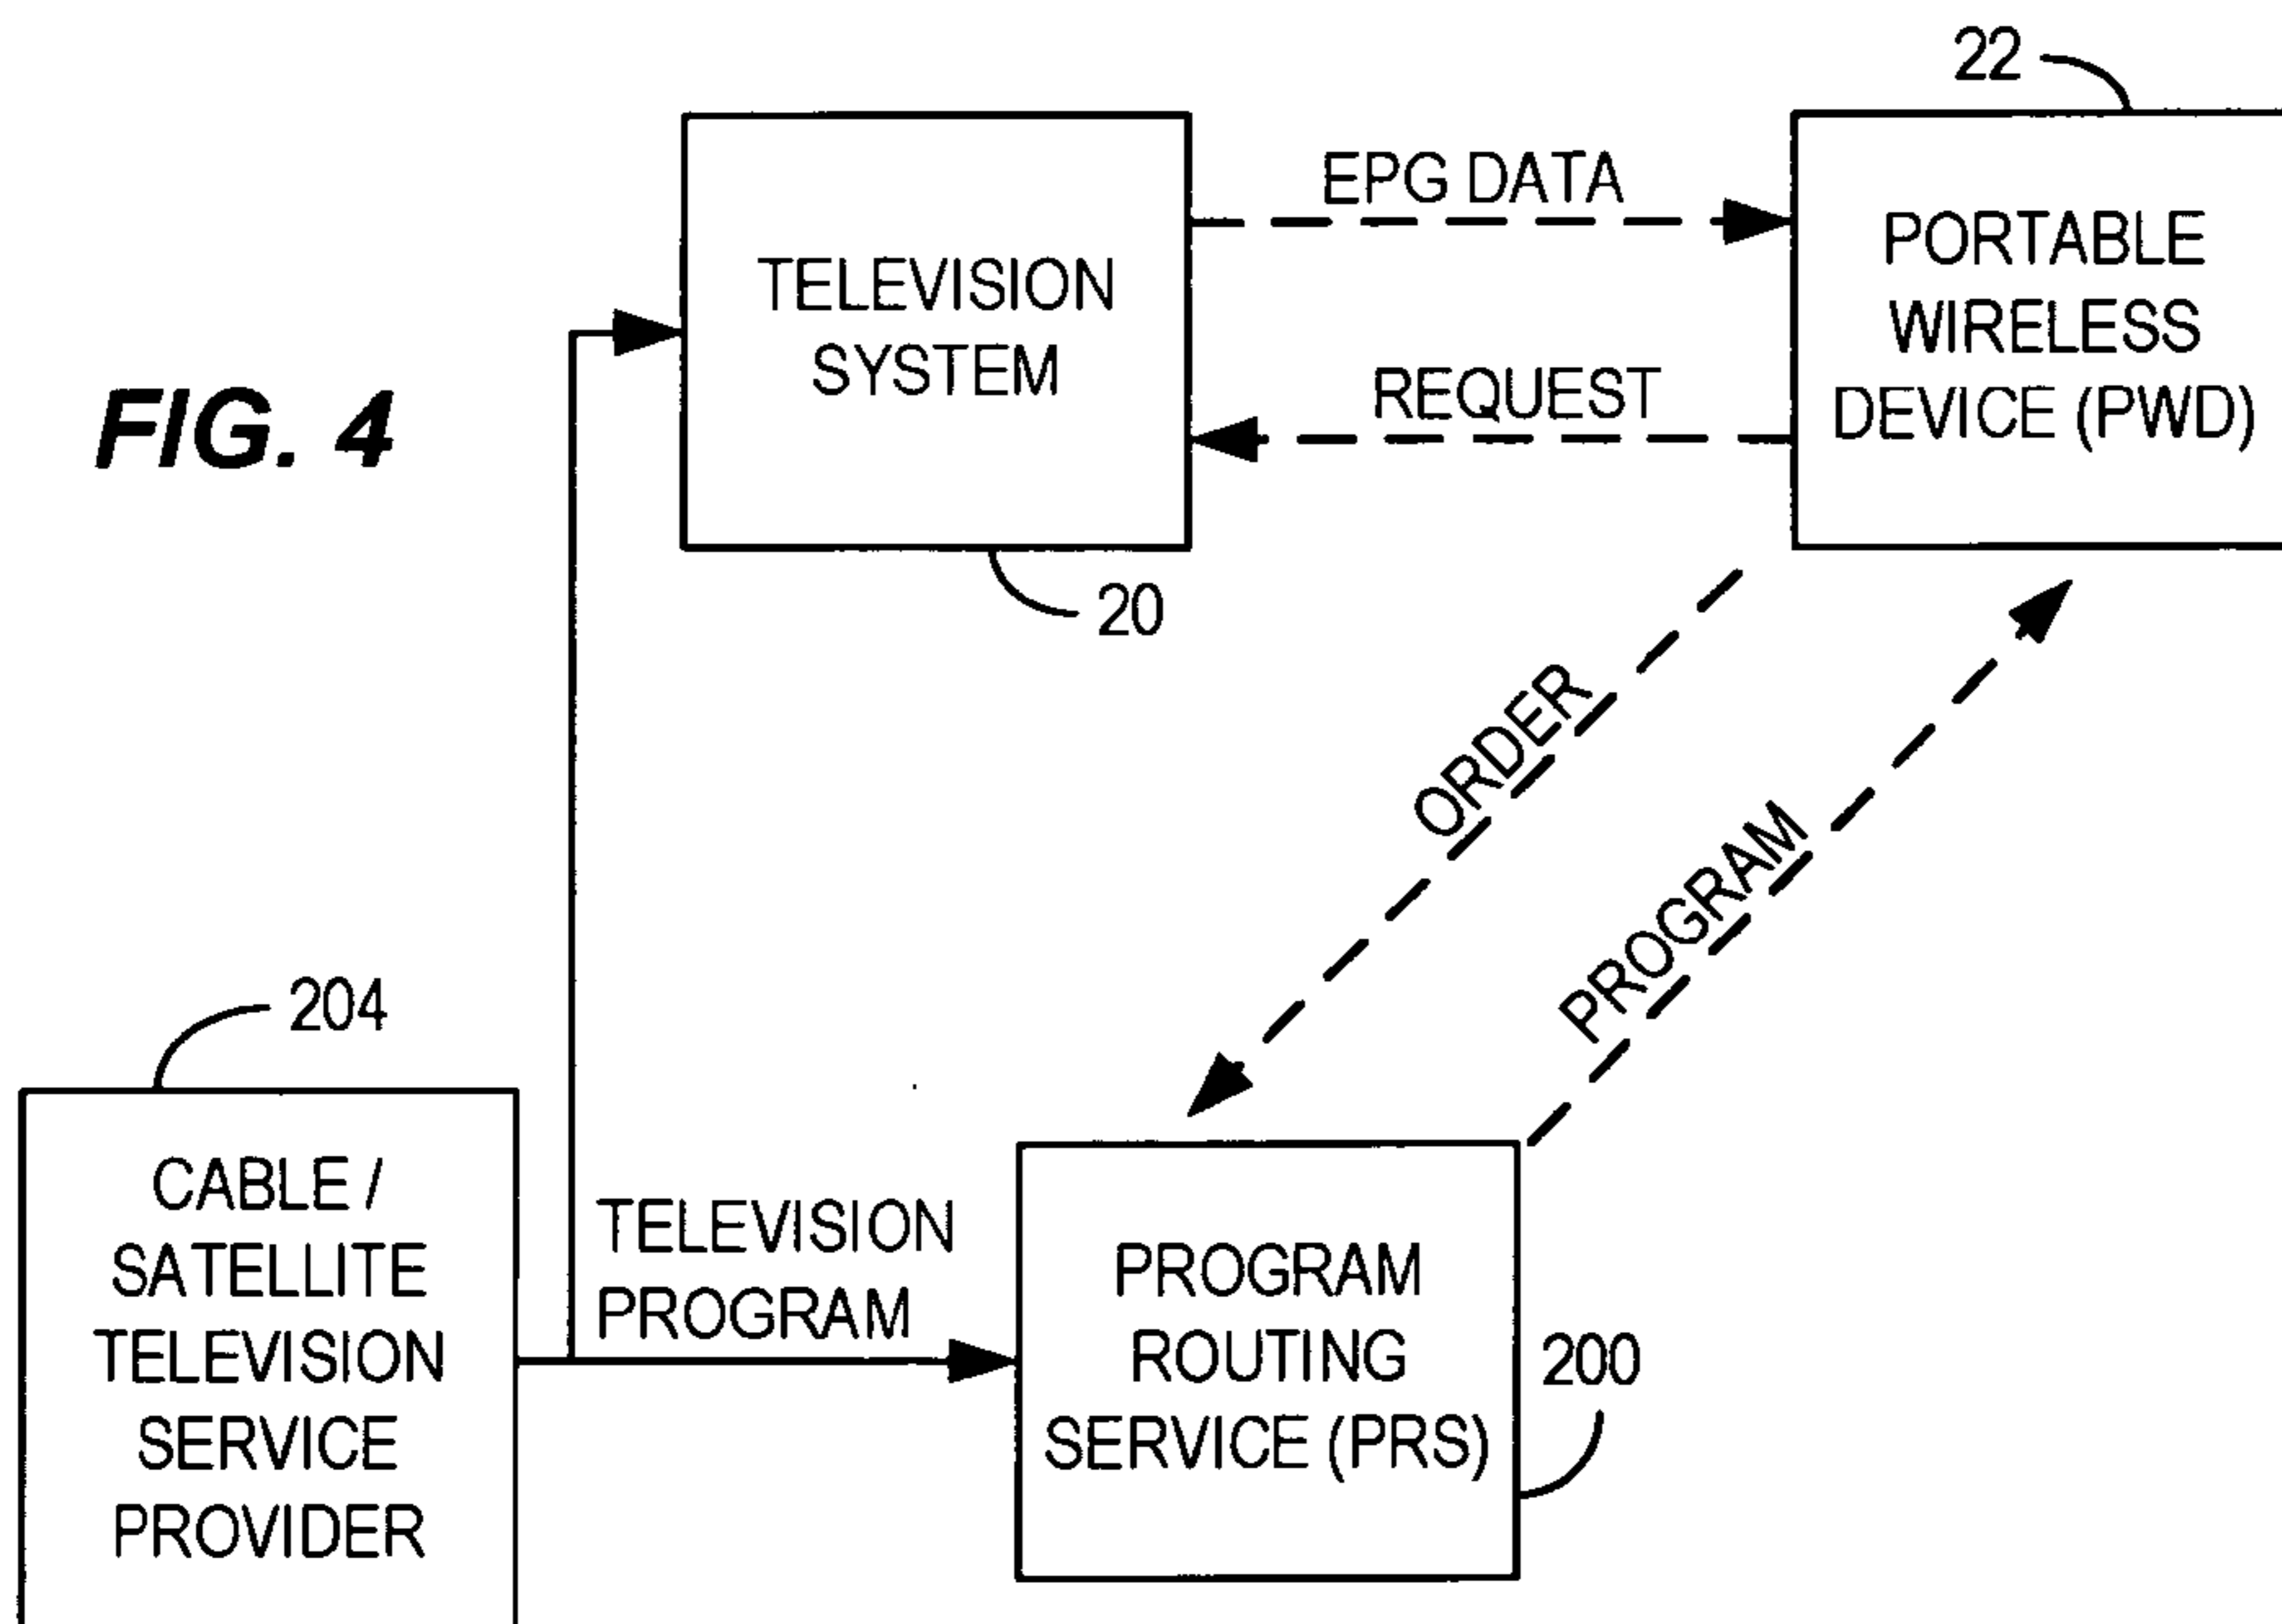 22
EPG DATA
TELEVISION
SYSTEM
PORTABLE
WIRELESS
DEVICE (PWD)
REQUEST
FIG. 4
20
ORDER
PROGRAM
204
CABLE /
SATELLITE
TELEVISION
SERVICE
PROVIDER
TELEVISION
PROGRAM
PROGRAM
ROUTING
SERVICE (PRS)
200